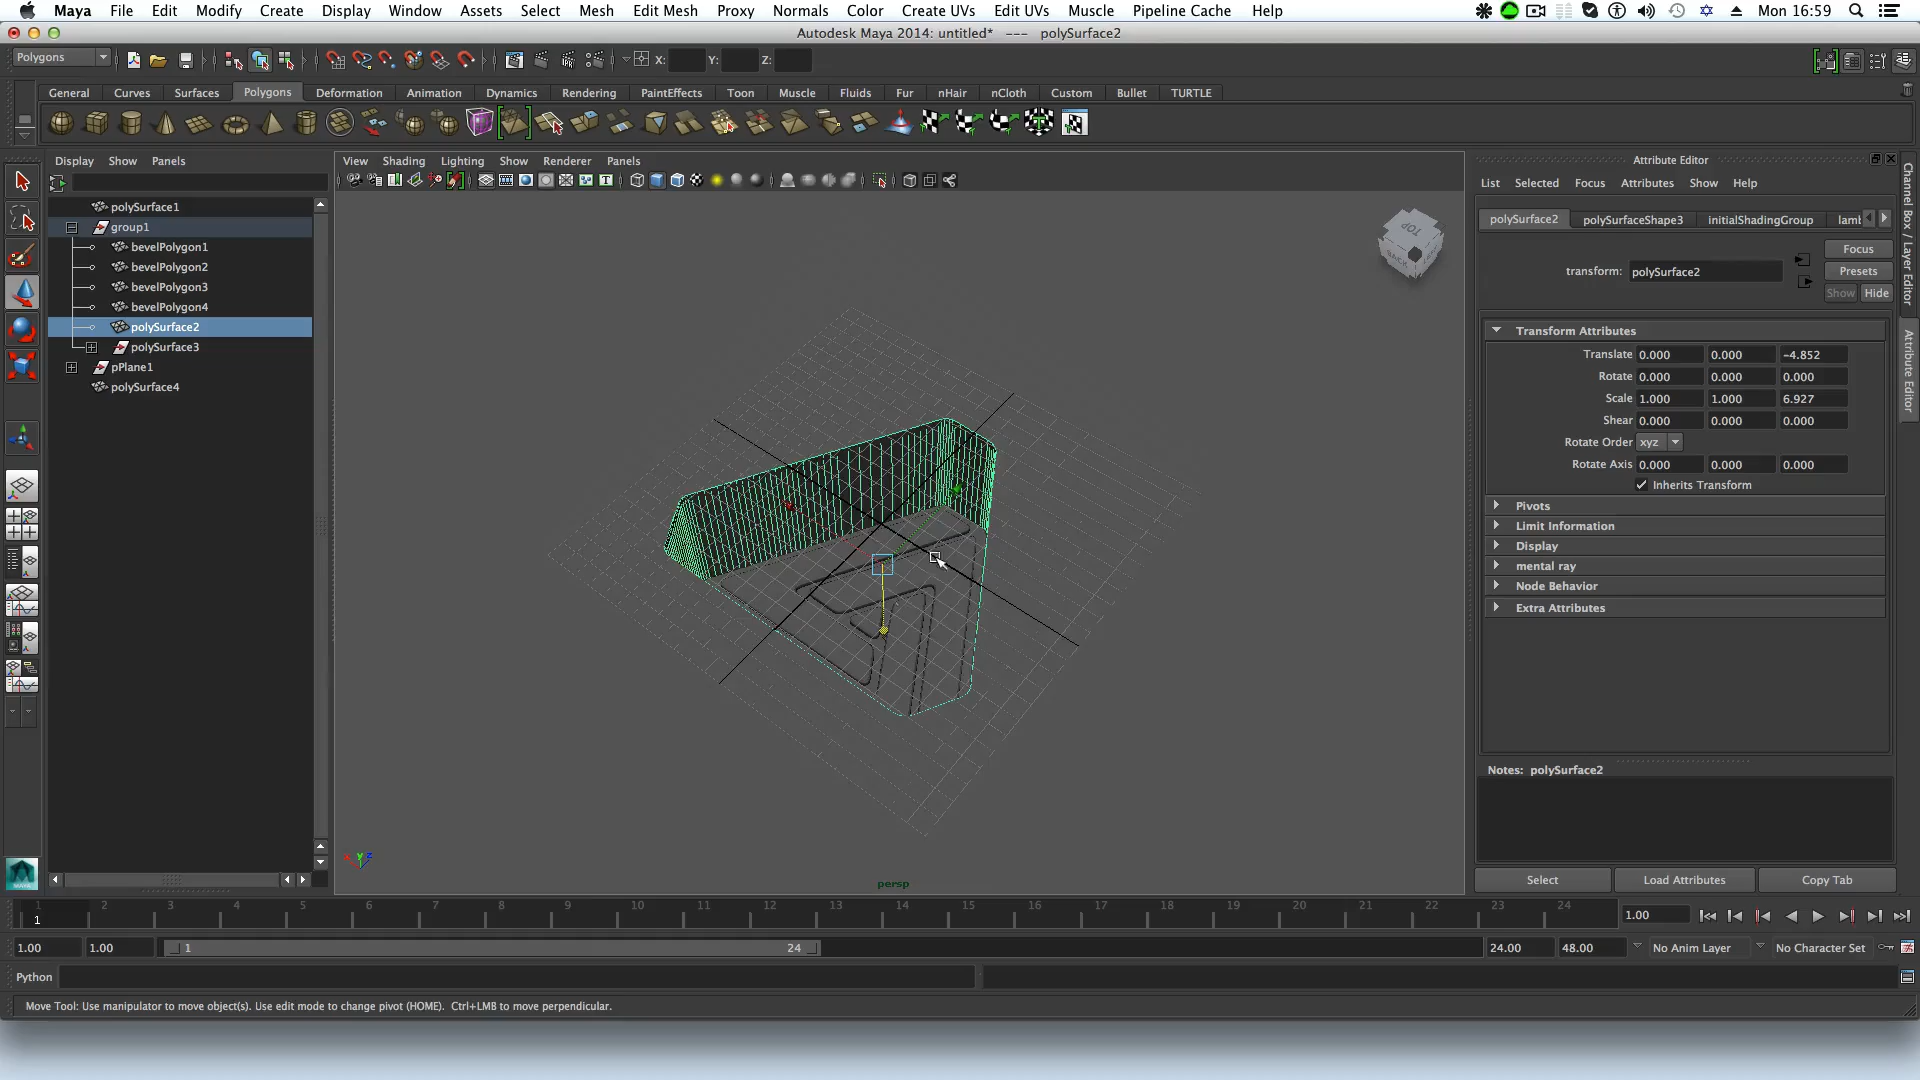 Maya File Edit Modify Create Display Window Assets Select Mesh Edit Mesh Proxy Normals Color Create UVs Edit UVs Muscle Pipeline Cache Help
Mon 16:59
Autodesk Maya 2014: untitled* --- polySurface2
Polygons
X:
Y:
Z:
General Curves Surfaces Polygons Deformation Animation Dynamics Rendering PaintEffects Toon Muscle Fluids Fur nHair nCloth Custom Bullet TURTLE
Display Show Panels
polySurface1
group1
bevelPolygon1
bevelPolygon2
bevelPolygon3
bevelPolygon4
polySurface2
polySurface3
pPlane1
polySurface4
View Shading Lighting Show Renderer Panels
TOP
BACK
persp
Attribute Editor
List Selected Focus Attributes Show Help
polySurface2 polySurfaceShape3 initialShadingGroup lamb
transform: polySurface2
Focus
Presets
Show Hide
Transform Attributes
Translate 0.000 0.000 -4.852
Rotate 0.000 0.000 0.000
Scale 1.000 1.000 6.927
Shear 0.000 0.000 0.000
Rotate Order xyz
Rotate Axis 0.000 0.000 0.000
Inherits Transform
Pivots
Limit Information
Display
mental ray
Node Behavior
Extra Attributes
Notes: polySurface2
Select Load Attributes Copy Tab
Channel Box / Layer Editor
Attribute Editor
1 2 3 4 5 6 7 8 9 10 11 12 13 14 15 16 17 18 19 20 21 22 23 24
1
1.00
1.00 1.00 1 24 24.00 48.00 No Anim Layer No Character Set
Python
Move Tool: Use manipulator to move object(s). Use edit mode to change pivot (HOME). Ctrl+LMB to move perpendicular.